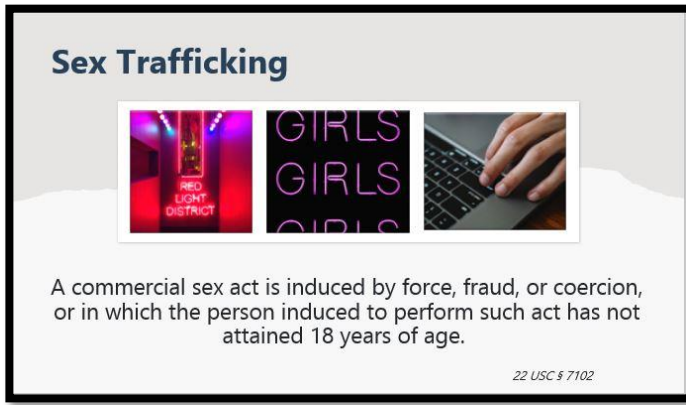 Sex Trafficking
RED
LIGHT
DISTRICT
GIRLS
GIRLS
GIRLS
A commercial sex act is induced by force, fraud, or coercion,
or in which the person induced to perform such act has not
attained 18 years of age.
22 USC § 7102